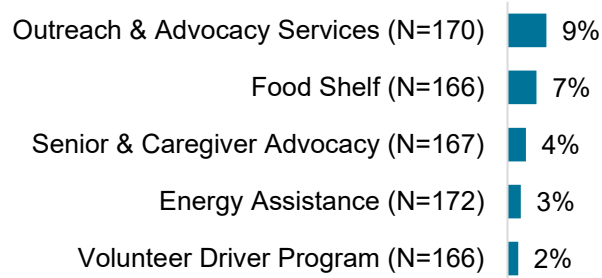 Outreach & Advocacy Services (N=170) 9%
Food Shelf (N=166) 7%
Senior & Caregiver Advocacy (N=167) 4%
Energy Assistance (N=172) 3%
Volunteer Driver Program (N=166) 2%